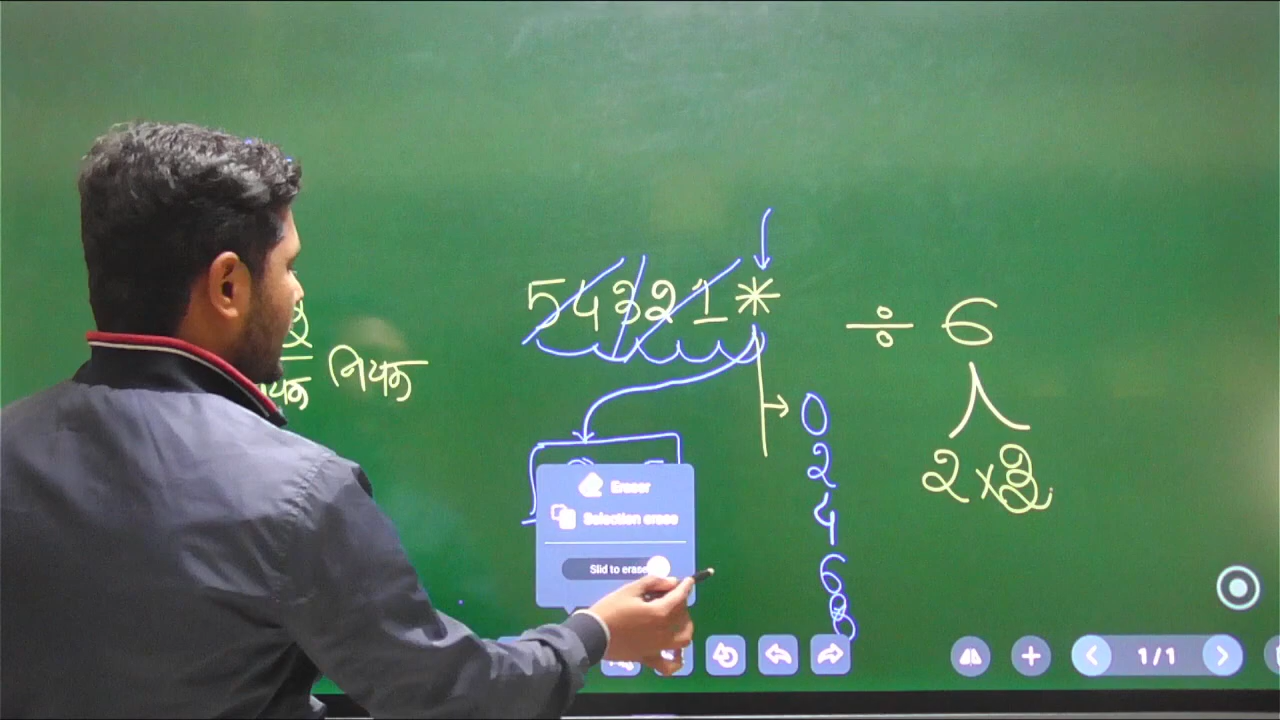 54321* ÷ 6
नियम
0
2
2 × 3
4
6
8
Eraser
Selection erase
Slid to erase
1/1